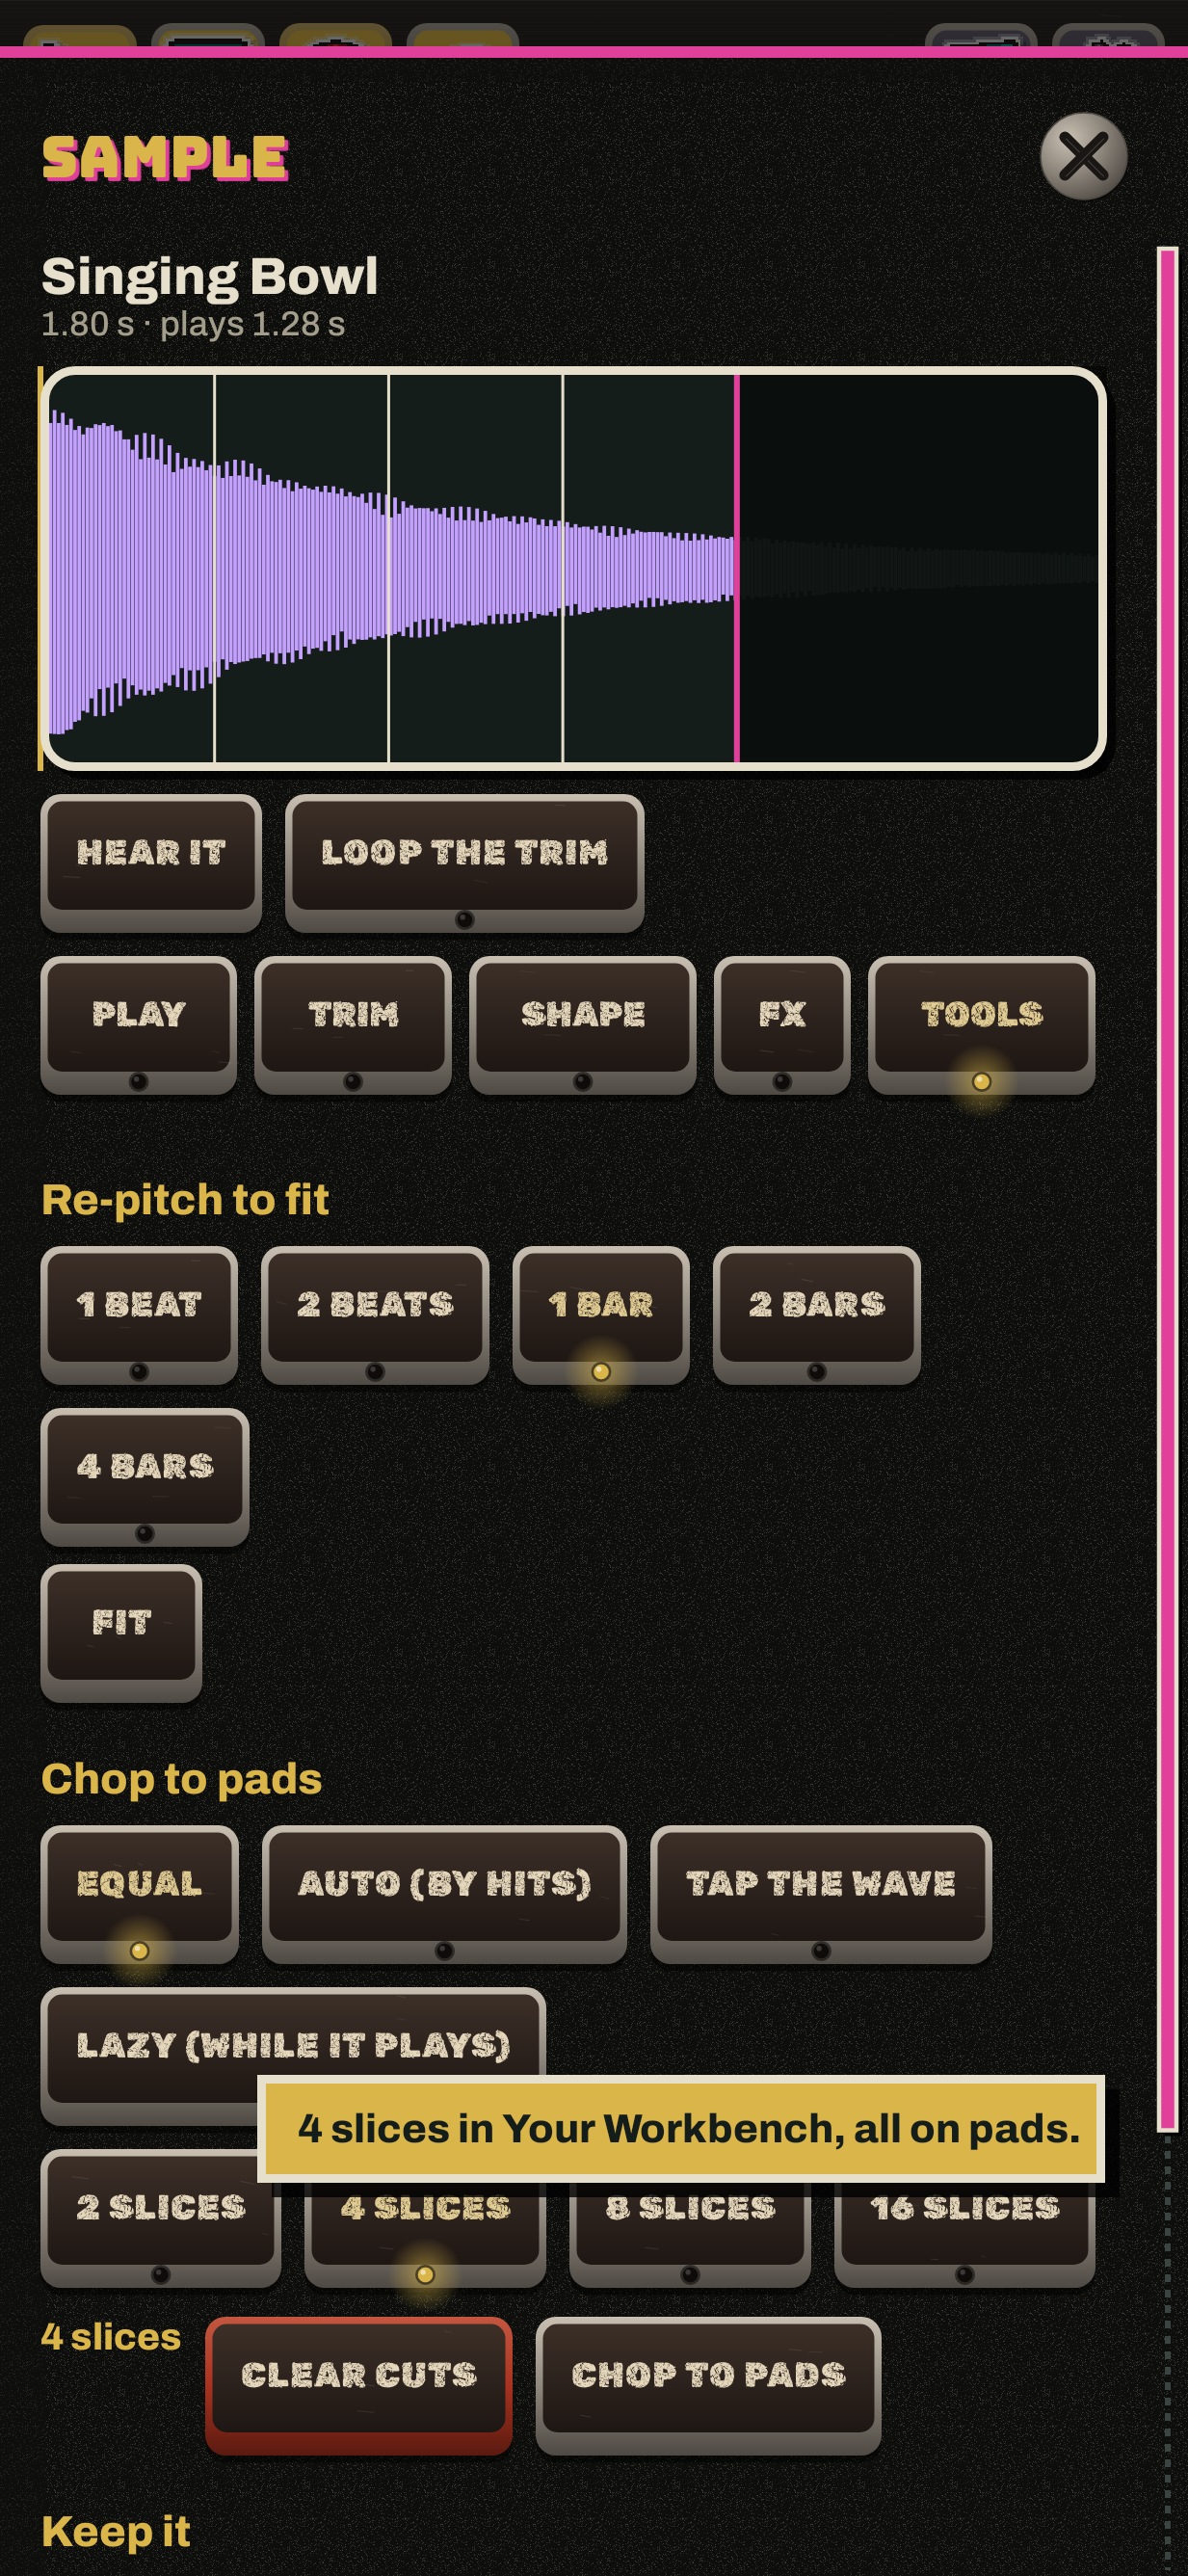 SAMPLE
Singing Bowl
1.80 s · plays 1.28 s
HEAR IT
LOOP THE TRIM
PLAY
TRIM
SHAPE
FX
TOOLS
Re-pitch to fit
1 BEAT
2 BEATS
1 BAR
2 BARS
4 BARS
FIT
Chop to pads
EQUAL
AUTO (BY HITS)
TAP THE WAVE
LAZY (WHILE IT PLAYS)
4 slices in Your Workbench, all on pads.
2 SLICES
4 SLICES
8 SLICES
16 SLICES
4 slices
CLEAR CUTS
CHOP TO PADS
Keep it